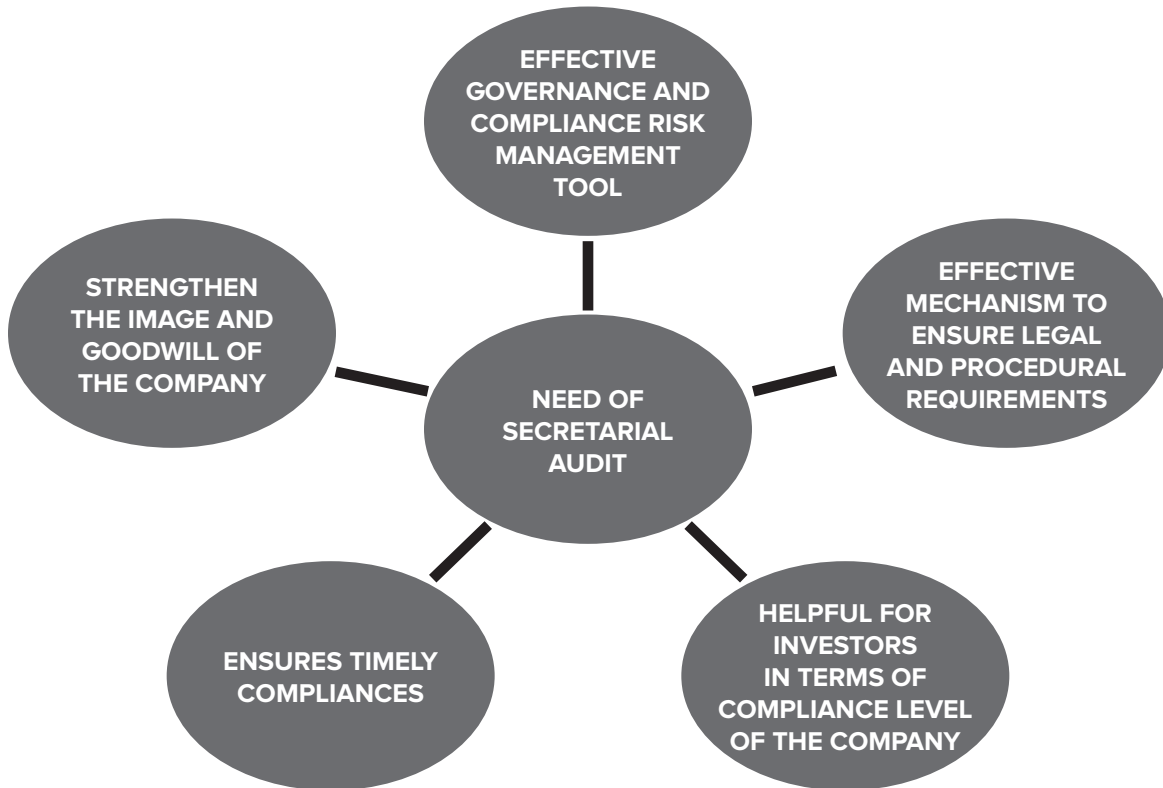 EFFECTIVE
GOVERNANCE AND
COMPLIANCE RISK
MANAGEMENT
TOOL
STRENGTHEN
THE IMAGE AND
GOODWILL OF
THE COMPANY
EFFECTIVE
MECHANISM TO
ENSURE LEGAL
AND PROCEDURAL
REQUIREMENTS
NEED OF
SECRETARIAL
AUDIT
ENSURES TIMELY
COMPLIANCES
HELPFUL FOR
INVESTORS
IN TERMS OF
COMPLIANCE LEVEL
OF THE COMPANY